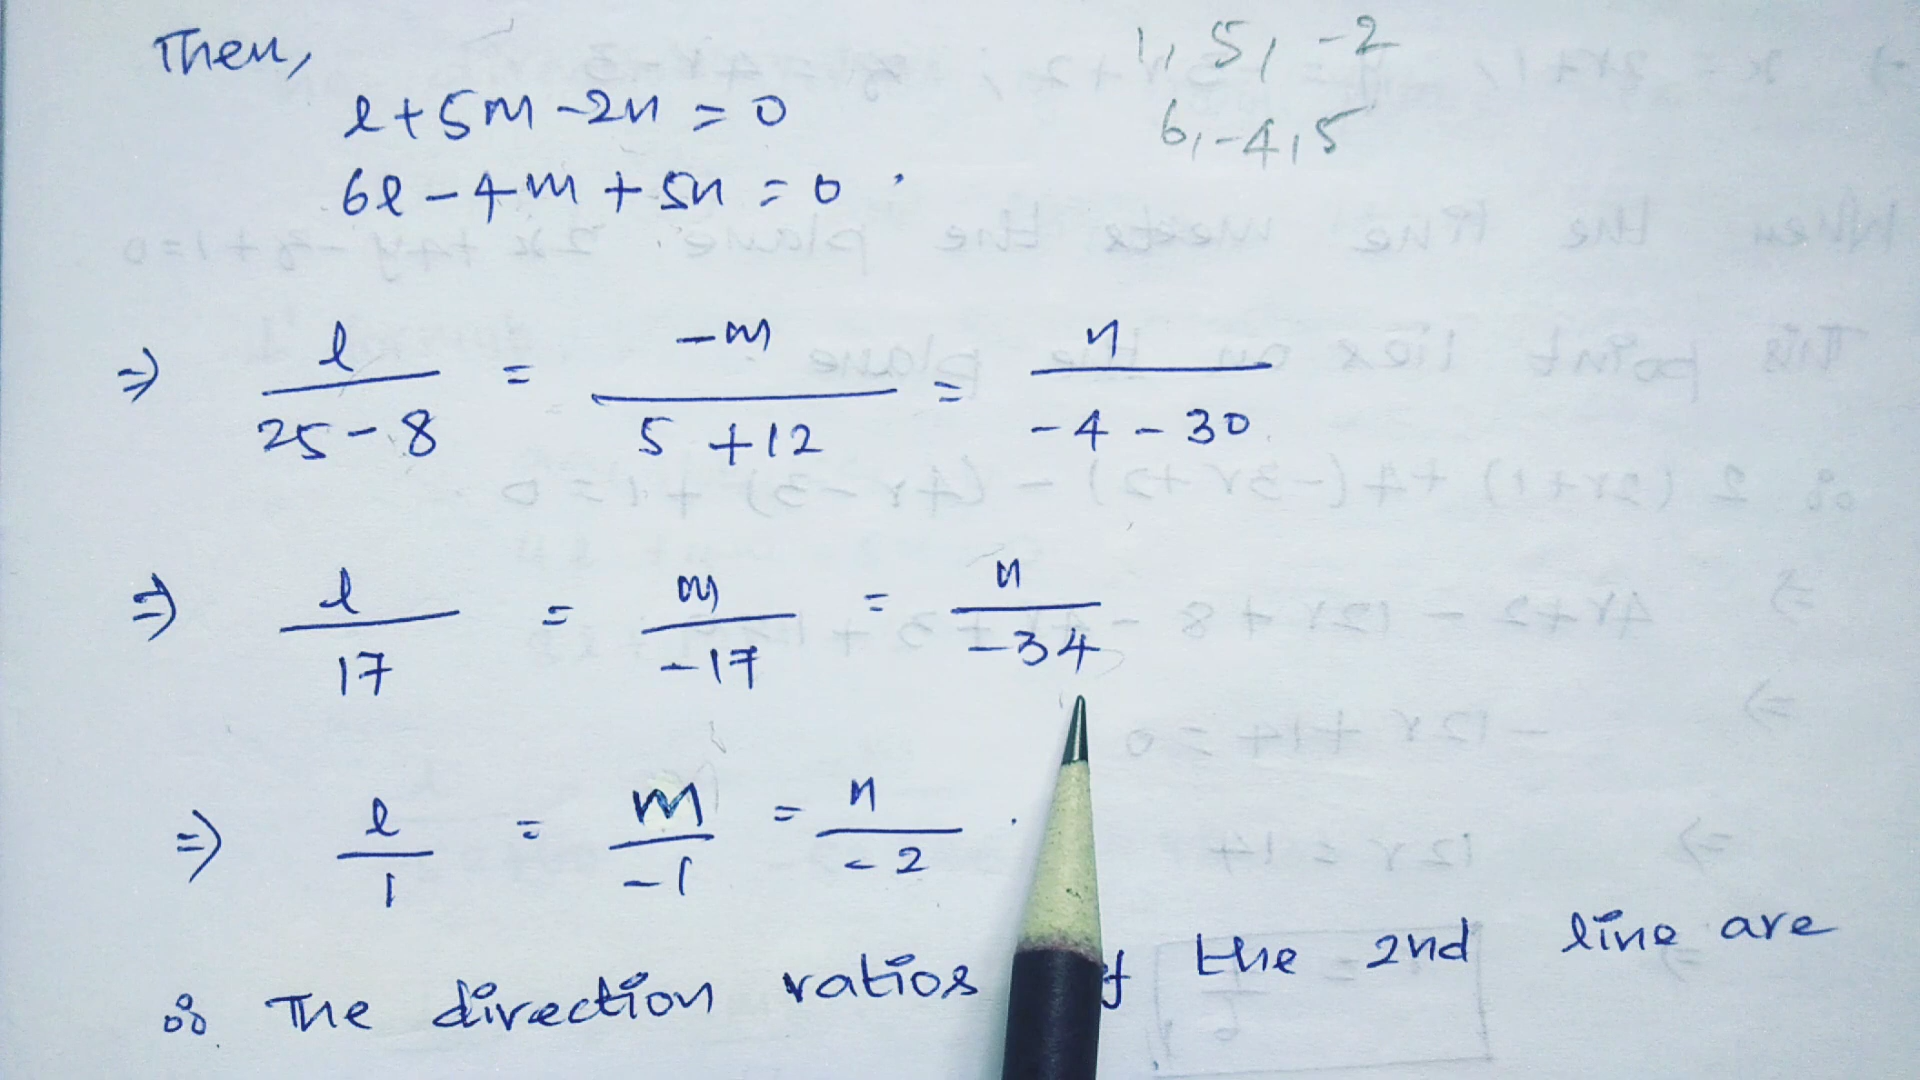 Then,
1, 5, -2
l + 5m - 2n = 0
6, -4, 5
6l - 4m + 5n = 0.
⇒ l/(25 - 8) = -m/(5 + 12) = n/(-4 - 30)
⇒ l/17 = m/-17 = n/-34
⇒ l/1 = m/-1 = n/-2.
∴ The direction ratios of the 2nd line are